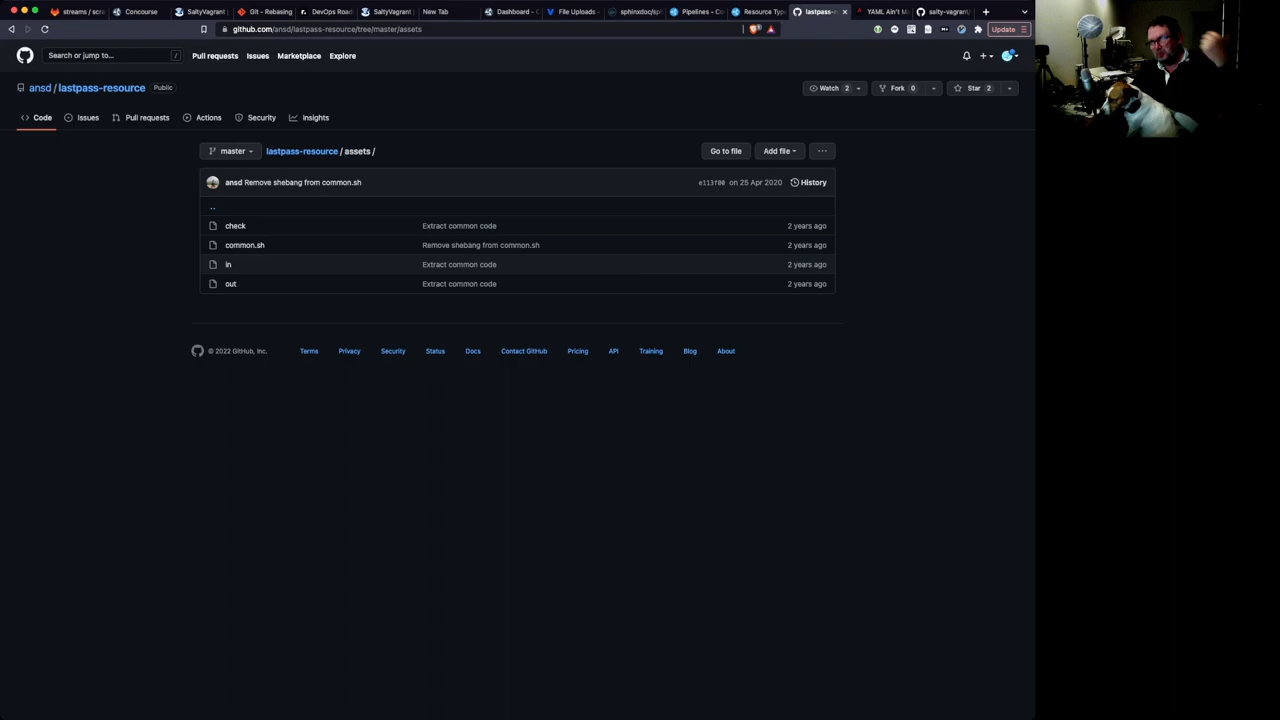 streams / scra
Concourse
SaltyVagrant
Git - Rebasing
DevOps Road
SaltyVagrant
New Tab
Dashboard - C
File Uploads -
sphinxdoc/sp
Pipelines - Co
Resource Typ
lastpass-r
YAML Ain't M
salty-vagrant/
github.com/ansd/lastpass-resource/tree/master/assets
Update
Search or jump to...
/
Pull requests
Issues
Marketplace
Explore
ansd / lastpass-resource
Public
Watch 2
Fork 0
Star 2
Code
Issues
Pull requests
Actions
Security
Insights
master
lastpass-resource / assets /
Go to file
Add file
ansd Remove shebang from common.sh
e113f00 on 25 Apr 2020
History
..
check Extract common code 2 years ago
common.sh Remove shebang from common.sh 2 years ago
in Extract common code 2 years ago
out Extract common code 2 years ago
© 2022 GitHub, Inc.
Terms
Privacy
Security
Status
Docs
Contact GitHub
Pricing
API
Training
Blog
About